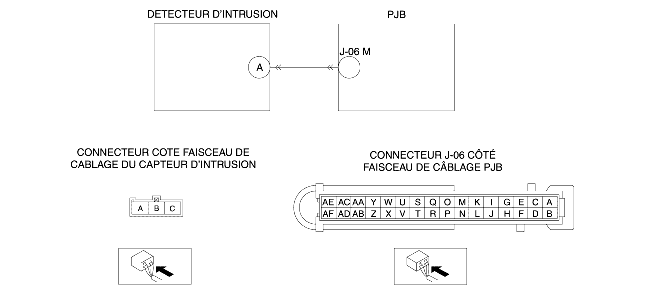 DETECTEUR D'INTRUSION
PJB
A
J-06 M
CONNECTEUR COTE FAISCEAU DE
CABLAGE DU CAPTEUR D'INTRUSION
CONNECTEUR J-06 CÔTÉ
FAISCEAU DE CÂBLAGE PJB
A B C
AE AC AA Y W U S Q O M K I G E C A
AF AD AB Z X V T R P N L J H F D B